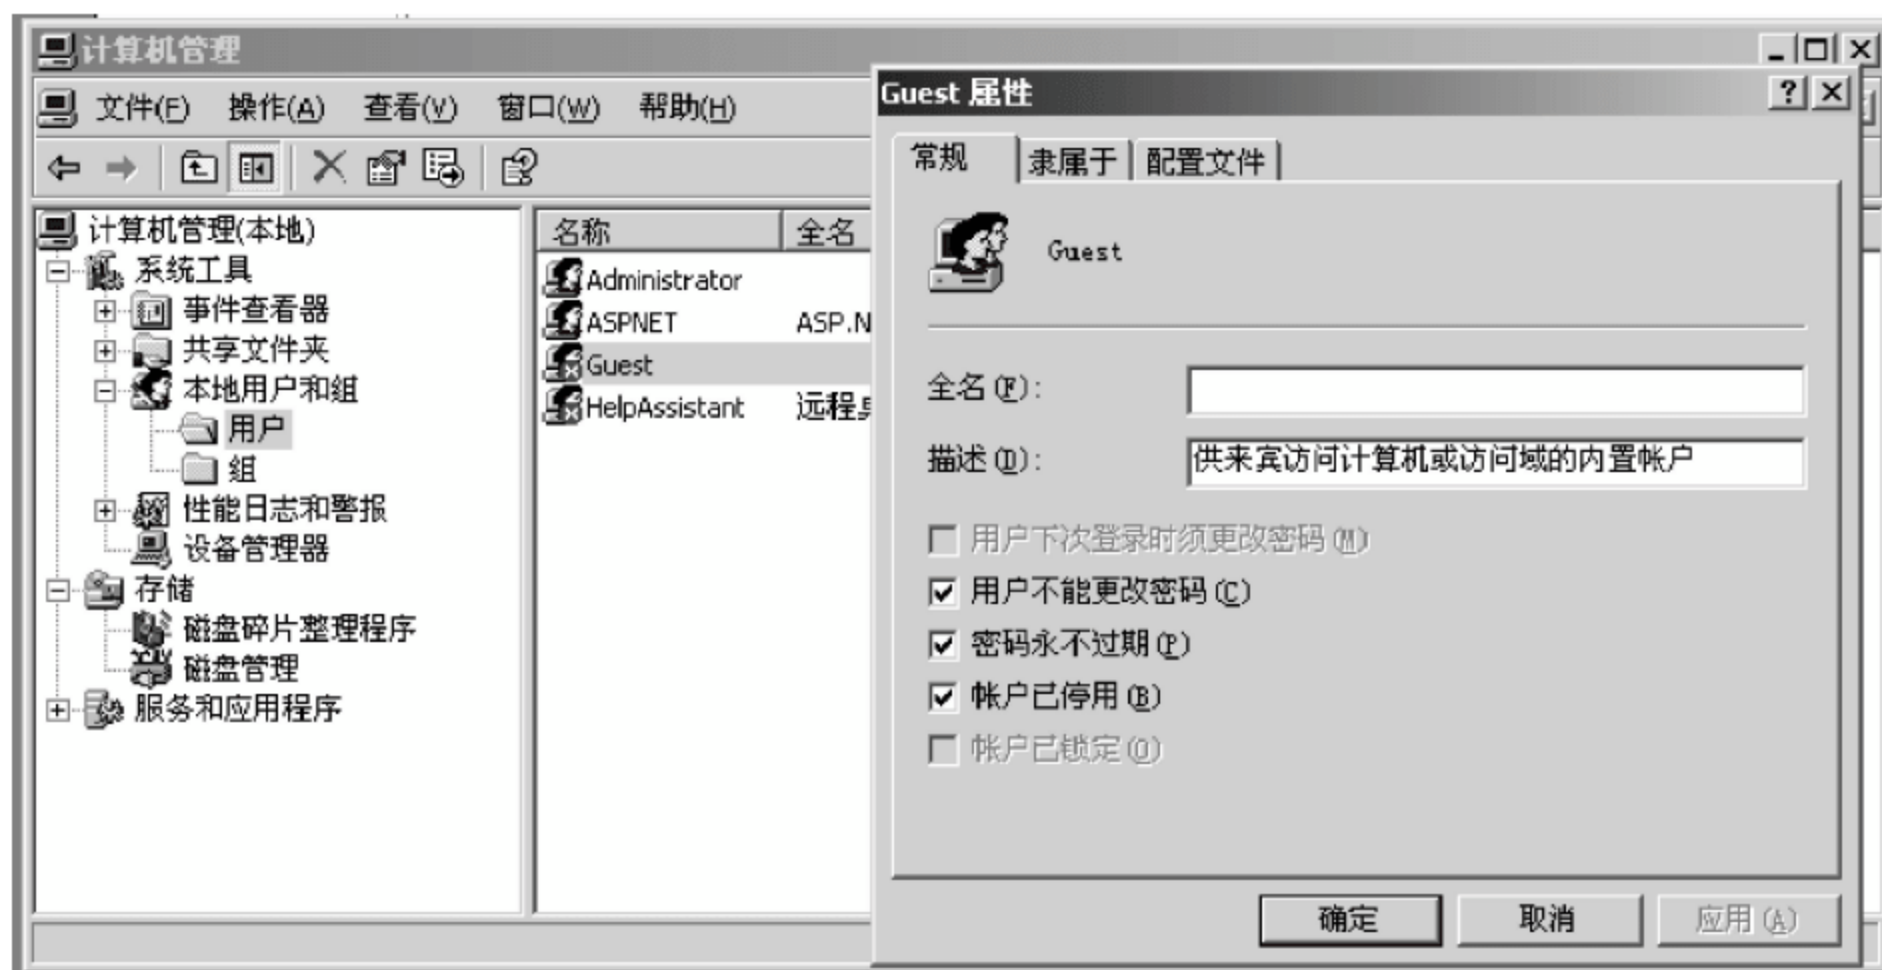 计算机管理
文件(F) 操作(A) 查看(V) 窗口(W) 帮助(H)
计算机管理(本地)
系统工具
事件查看器
共享文件夹
本地用户和组
用户
组
性能日志和警报
设备管理器
存储
磁盘碎片整理程序
磁盘管理
服务和应用程序
名称 全名
Administrator
ASPNET ASP.N
Guest
HelpAssistant 远程
Guest 属性
常规 隶属于 配置文件
Guest
全名(F):
描述(D): 供来宾访问计算机或访问域的内置帐户
用户下次登录时须更改密码(M)
用户不能更改密码(C)
密码永不过期(P)
帐户已停用(B)
帐户已锁定(O)
确定 取消 应用(A)